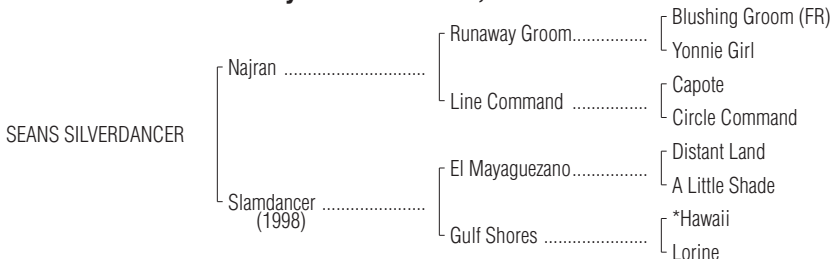 Blushing Groom (FR)
Runaway Groom................
Yonnie Girl
Najran ..............................
Capote
Line Command ................
Circle Command
SEANS SILVERDANCER
Distant Land
El Mayaguezano................
A Little Shade
Slamdancer ......................
(1998)
*Hawaii
Gulf Shores ......................
Lorine